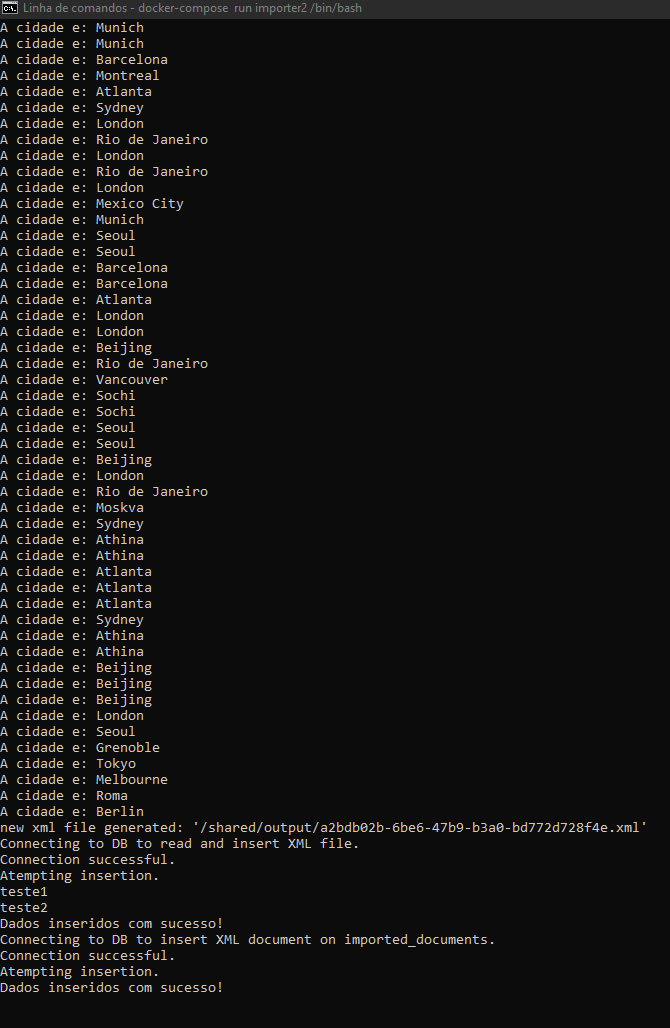 Linha de comandos - docker-compose run importer2 /bin/bash
A cidade e: Munich
A cidade e: Munich
A cidade e: Barcelona
A cidade e: Montreal
A cidade e: Atlanta
A cidade e: Sydney
A cidade e: London
A cidade e: Rio de Janeiro
A cidade e: London
A cidade e: Rio de Janeiro
A cidade e: London
A cidade e: Mexico City
A cidade e: Munich
A cidade e: Seoul
A cidade e: Seoul
A cidade e: Barcelona
A cidade e: Barcelona
A cidade e: Atlanta
A cidade e: London
A cidade e: London
A cidade e: Beijing
A cidade e: Rio de Janeiro
A cidade e: Vancouver
A cidade e: Sochi
A cidade e: Sochi
A cidade e: Seoul
A cidade e: Seoul
A cidade e: Beijing
A cidade e: London
A cidade e: Rio de Janeiro
A cidade e: Moskva
A cidade e: Sydney
A cidade e: Athina
A cidade e: Athina
A cidade e: Atlanta
A cidade e: Atlanta
A cidade e: Atlanta
A cidade e: Sydney
A cidade e: Athina
A cidade e: Athina
A cidade e: Beijing
A cidade e: Beijing
A cidade e: Beijing
A cidade e: London
A cidade e: Seoul
A cidade e: Grenoble
A cidade e: Tokyo
A cidade e: Melbourne
A cidade e: Roma
A cidade e: Berlin
new xml file generated: '/shared/output/a2bdb02b-6be6-47b9-b3a0-bd772d728f4e.xml'
Connecting to DB to read and insert XML file.
Connection successful.
Atempting insertion.
teste1
teste2
Dados inseridos com sucesso!
Connecting to DB to insert XML document on imported_documents.
Connection successful.
Atempting insertion.
Dados inseridos com sucesso!